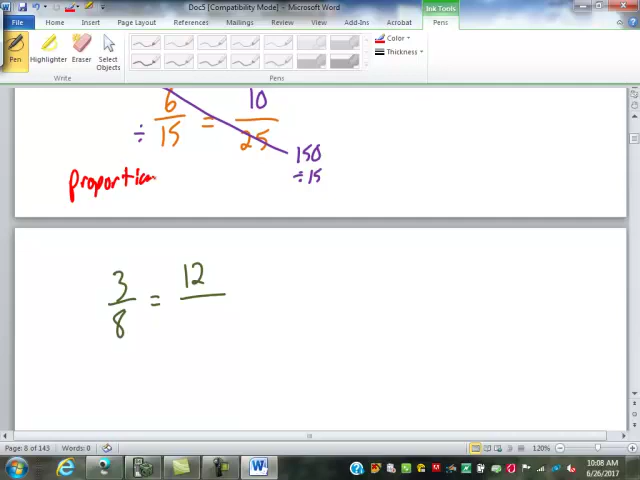 Doc5 [Compatibility Mode] - Microsoft Word
Ink Tools
File Home Insert Page Layout References Mailings Review View Add-Ins Acrobat Pens
Pen Highlighter Eraser Select Objects
Color
Thickness
Write Pens
6 10
÷ — = —
15 25
150
÷ 15
proportion
3 12
— = —
8
Page: 8 of 143 Words: 0 120%
10:08 AM
6/26/2017